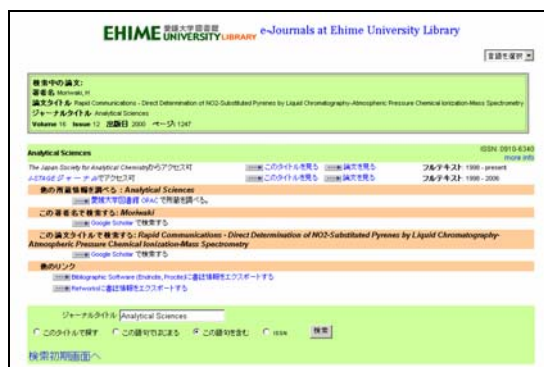 EHIME UNIVERSITY LIBRARY 愛媛大学図書館 e-Journals at Ehime University Library
言語を選択
検索中の論文:
著者名 Moriwaki, H
論文タイトル Rapid Communications - Direct Determination of NO2-Substituted Pyrenes by Liquid Chromatography-Atmospheric Pressure Chemical Ionization-Mass Spectrometry
ジャーナルタイトル Analytical Sciences
Volume 16 Issue 12 出版日 2000 ページ: 1247
Analytical Sciences ISSN: 0910-6340
more info
The Japan Society for Analytical Chemistryからアクセス可 このタイトルを見る 論文を見る フルテキスト: 1998 - present
J-STAGE ジャーナルでアクセス可 このタイトルを見る 論文を見る フルテキスト: 1998 - 2006
他の所蔵情報を調べる : Analytical Sciences
愛媛大学図書館 OPAC で所蔵を調べる。
この著者名で検索する: Moriwaki
Google Scholar で検索する
この論文タイトルで検索する: Rapid Communications - Direct Determination of NO2-Substituted Pyrenes by Liquid Chromatography-
Atmospheric Pressure Chemical Ionization-Mass Spectrometry
Google Scholar で検索する
他のリンク
Bibliographic Software (Endnote, Procite)に書誌情報をエクスポートする
Refworksに書誌情報をエクスポートする
ジャーナルタイトル Analytical Sciences
このタイトルで探す この語句ではじまる この語句を含む ISSN 検索
検索初期画面へ